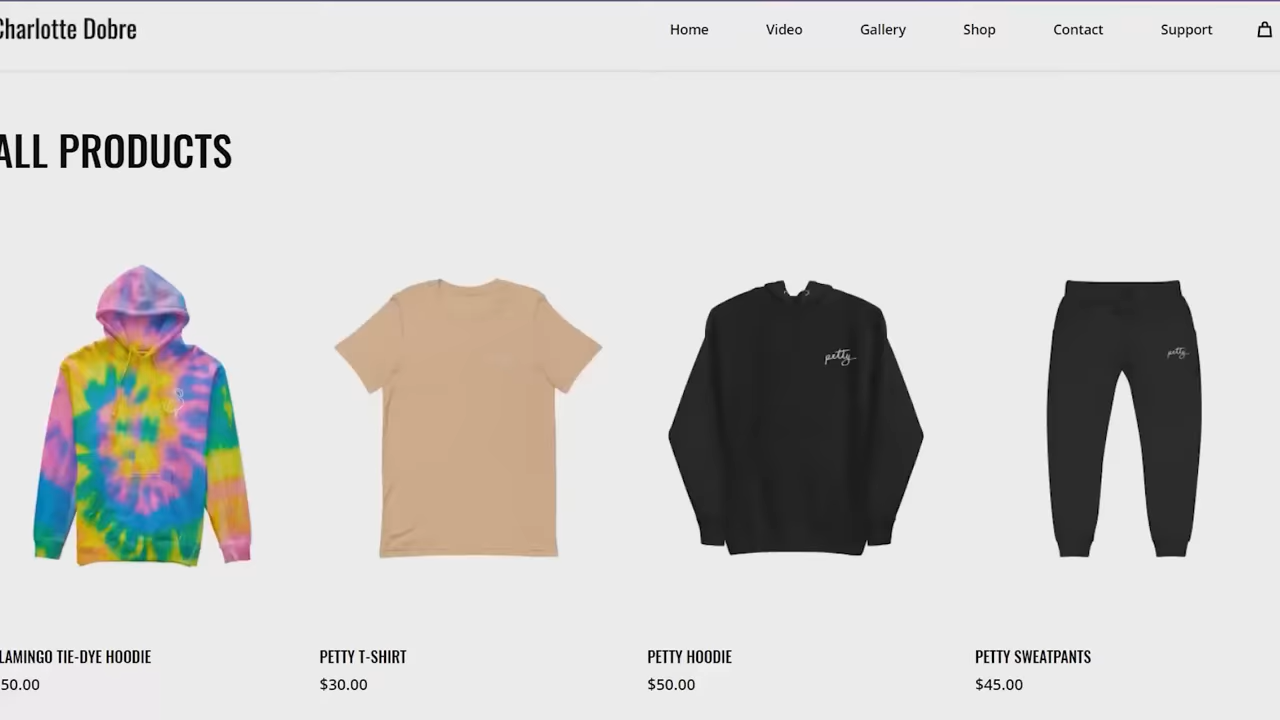 Charlotte Dobre
Home Video Gallery Shop Contact Support
ALL PRODUCTS
petty
petty
LAMINGO TIE-DYE HOODIE PETTY T-SHIRT PETTY HOODIE PETTY SWEATPANTS
50.00 $30.00 $50.00 $45.00